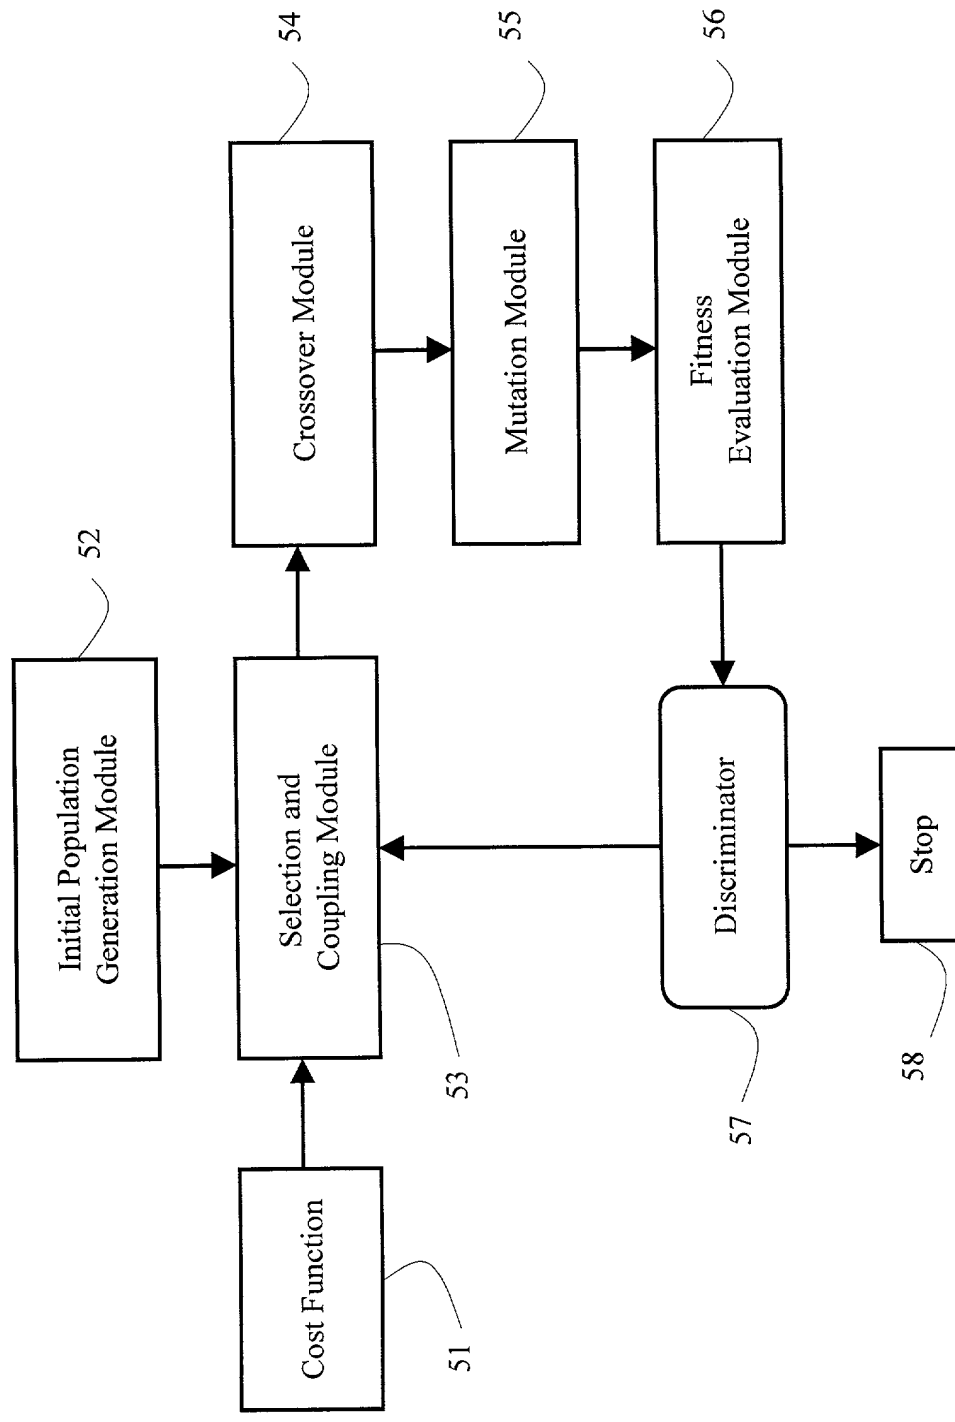 54
55
56
Crossover Module
Mutation Module
Fitness
Evaluation Module
52
Initial Population
Generation Module
Selection and
Coupling Module
53
Discriminator
57
Stop
58
Cost Function
51